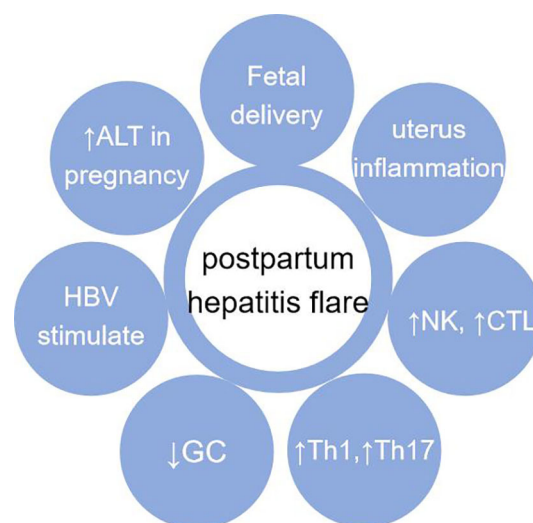 Fetal
delivery
uterus
inflammation
↑NK, ↑CTL
↑Th1,↑Th17
↓GC
HBV
stimulate
↑ALT in
pregnancy
postpartum
hepatitis flare